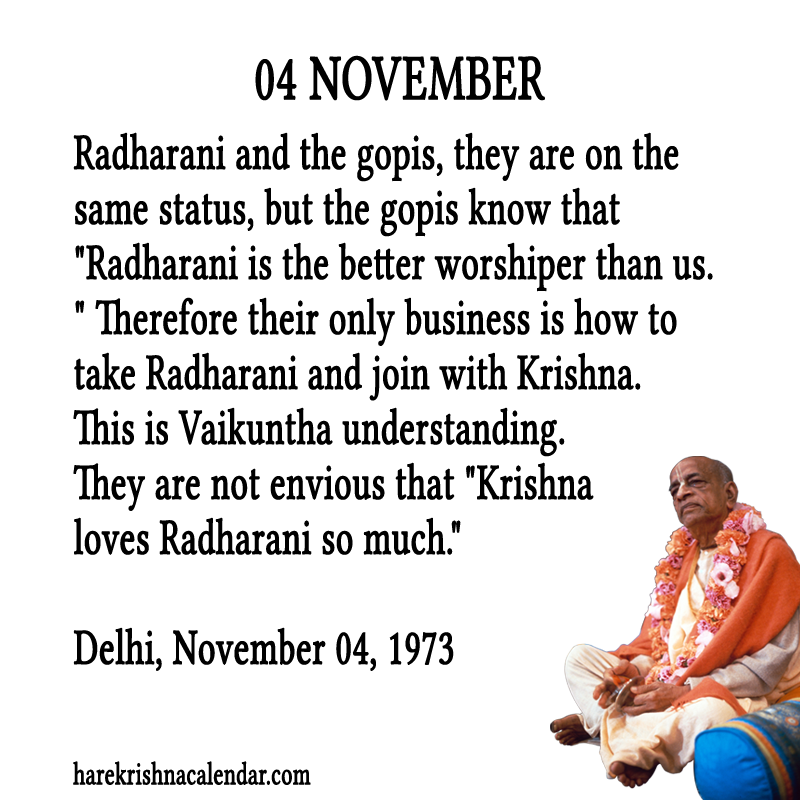 04 NOVEMBER
Radharani and the gopis, they are on the
same status, but the gopis know that
"Radharani is the better worshiper than us.
" Therefore their only business is how to
take Radharani and join with Krishna.
This is Vaikuntha understanding.
They are not envious that "Krishna
loves Radharani so much."
Delhi, November 04, 1973
harekrishnacalendar.com